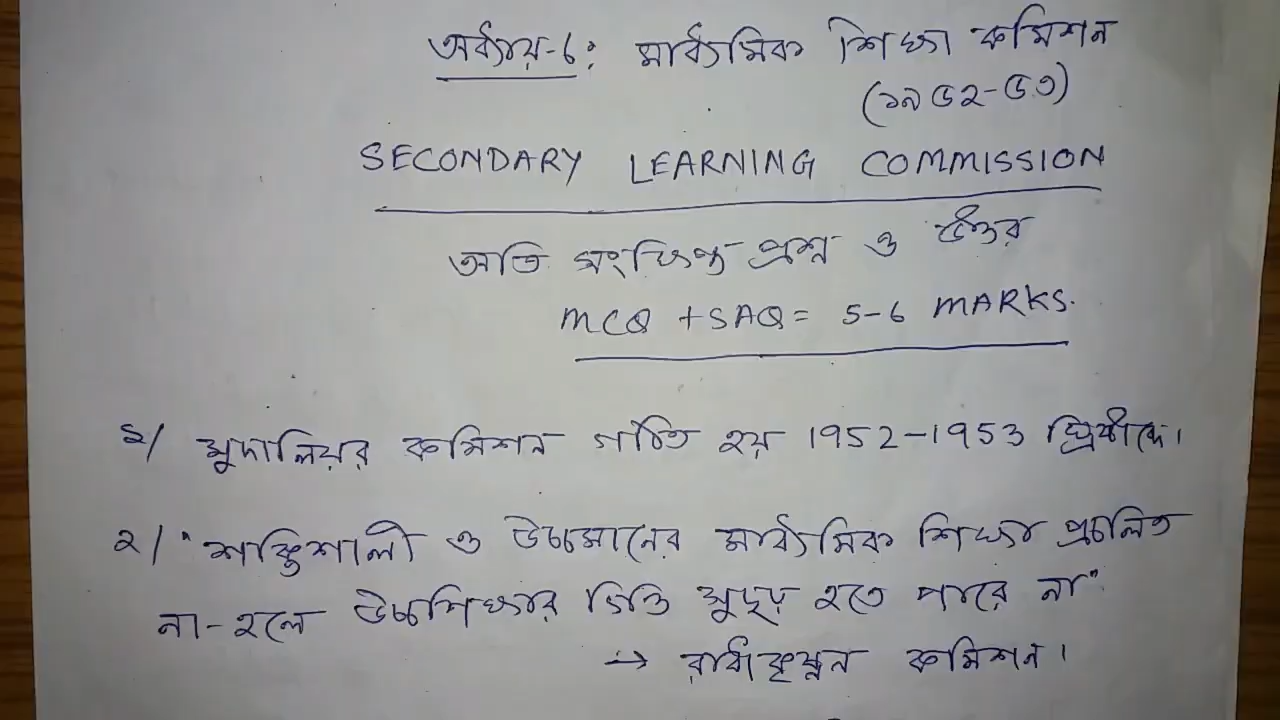 অধ্যায়-৬: মাধ্যমিক শিক্ষা কমিশন
(১৯৫২-৫৩)
SECONDARY LEARNING COMMISSION
অতি সংক্ষিপ্ত প্রশ্ন ও উত্তর
MCQ + SAQ = 5-6 MARKS.
১/ মুদালিয়র কমিশন গঠিত হয় 1952-1953 খ্রিষ্টাব্দে।
২/ "শক্তিশালী ও উচ্চমানের মাধ্যমিক শিক্ষা প্রচলিত
না-হলে উচ্চশিক্ষার ভিত্তি সুদৃঢ় হতে পারে না"
→ রাধাকৃষ্ণন কমিশন।